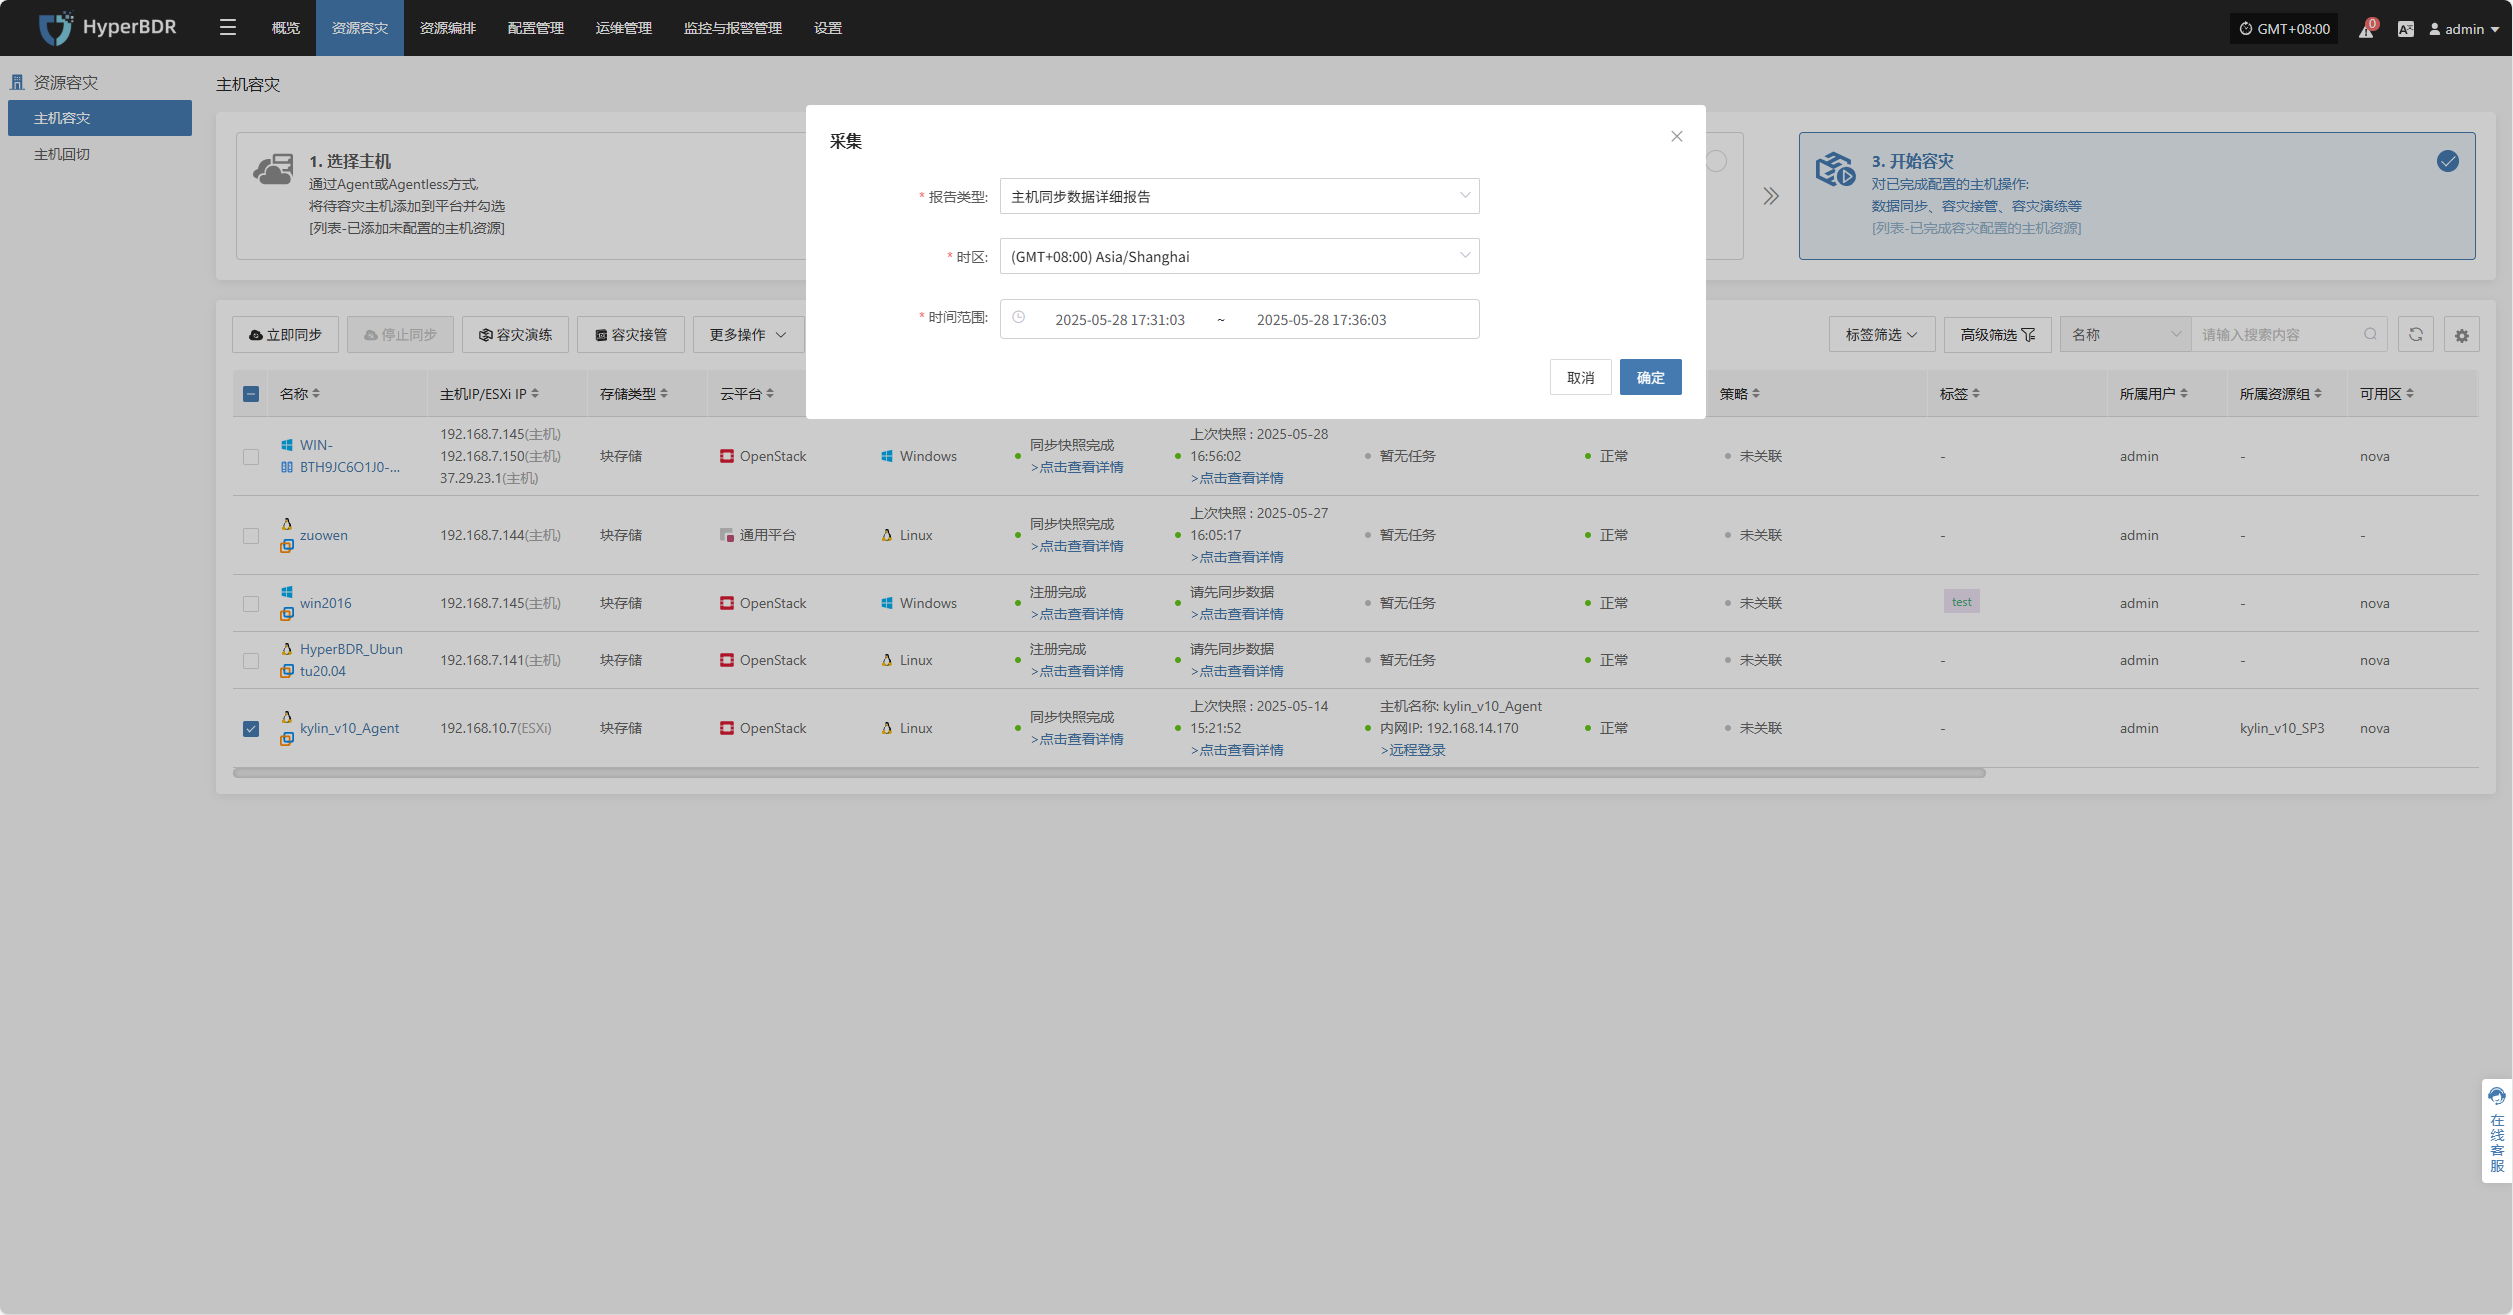 HyperBDR
概览
资源容灾
资源编排
配置管理
运维管理
监控与报警管理
设置
GMT+08:00
0
admin
资源容灾
主机容灾
主机回切
主机容灾
1. 选择主机
通过Agent或Agentless方式,
将待容灾主机添加到平台并勾选
[列表-已添加未配置的主机资源]
3. 开始容灾
对已完成配置的主机操作:
数据同步、容灾接管、容灾演练等
[列表-已完成容灾配置的主机资源]
采集
* 报告类型: 主机同步数据详细报告
* 时区: (GMT+08:00) Asia/Shanghai
* 时间范围: 2025-05-28 17:31:03 ~ 2025-05-28 17:36:03
取消 确定
立即同步 停止同步 容灾演练 容灾接管 更多操作 标签筛选 高级筛选 名称 请输入搜索内容
名称 主机IP/ESXi IP 存储类型 云平台 策略 标签 所属用户 所属资源组 可用区
WIN-
BTH9JC6O1J0-...
192.168.7.145(主机)
192.168.7.150(主机)
37.29.23.1(主机)
块存储
OpenStack
Windows
同步快照完成
>点击查看详情
上次快照 : 2025-05-28
16:56:02
>点击查看详情
暂无任务
正常
未关联
-
admin
-
nova
zuowen
192.168.7.144(主机)
块存储
通用平台
Linux
同步快照完成
>点击查看详情
上次快照 : 2025-05-27
16:05:17
>点击查看详情
暂无任务
正常
未关联
-
admin
-
-
win2016
192.168.7.145(主机)
块存储
OpenStack
Windows
注册完成
>点击查看详情
请先同步数据
>点击查看详情
暂无任务
正常
未关联
test
admin
-
nova
HyperBDR_Ubun
tu20.04
192.168.7.141(主机)
块存储
OpenStack
Linux
注册完成
>点击查看详情
请先同步数据
>点击查看详情
暂无任务
正常
未关联
-
admin
-
nova
kylin_v10_Agent
192.168.10.7(ESXi)
块存储
OpenStack
Linux
同步快照完成
>点击查看详情
上次快照 : 2025-05-14
15:21:52
>点击查看详情
主机名称: kylin_v10_Agent
内网IP: 192.168.14.170
>远程登录
正常
未关联
-
admin
kylin_v10_SP3
nova
在线客服